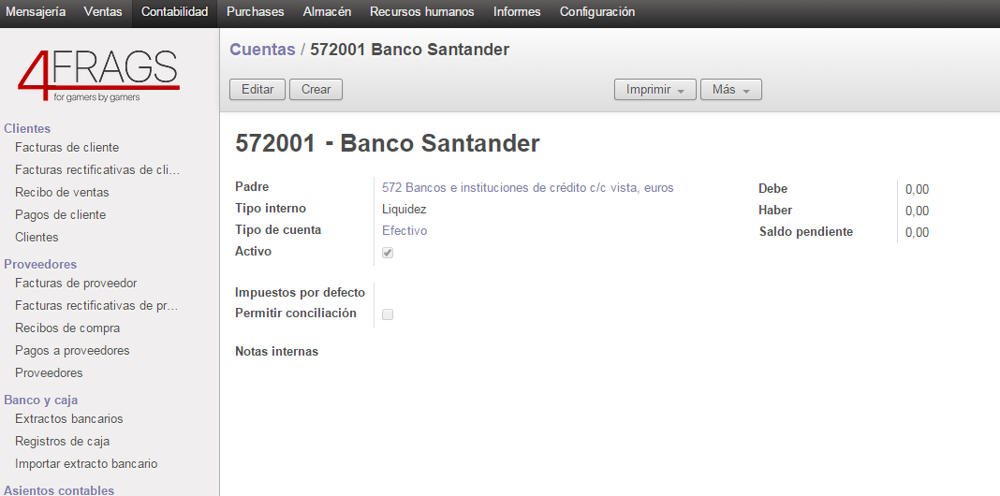 Mensajería Ventas Contabilidad Purchases Almacén Recursos humanos Informes Configuración
4FRAGS
for gamers by gamers
Clientes
Facturas de cliente
Facturas rectificativas de cli...
Recibo de ventas
Pagos de cliente
Clientes
Proveedores
Facturas de proveedor
Facturas rectificativas de pr...
Recibos de compra
Pagos a proveedores
Proveedores
Banco y caja
Extractos bancarios
Registros de caja
Importar extracto bancario
Asientos contables
Cuentas / 572001 Banco Santander
Editar Crear Imprimir Más
572001 - Banco Santander
Padre 572 Bancos e instituciones de crédito c/c vista, euros
Tipo interno Liquidez
Tipo de cuenta Efectivo
Activo
Debe 0,00
Haber 0,00
Saldo pendiente 0,00
Impuestos por defecto
Permitir conciliación
Notas internas